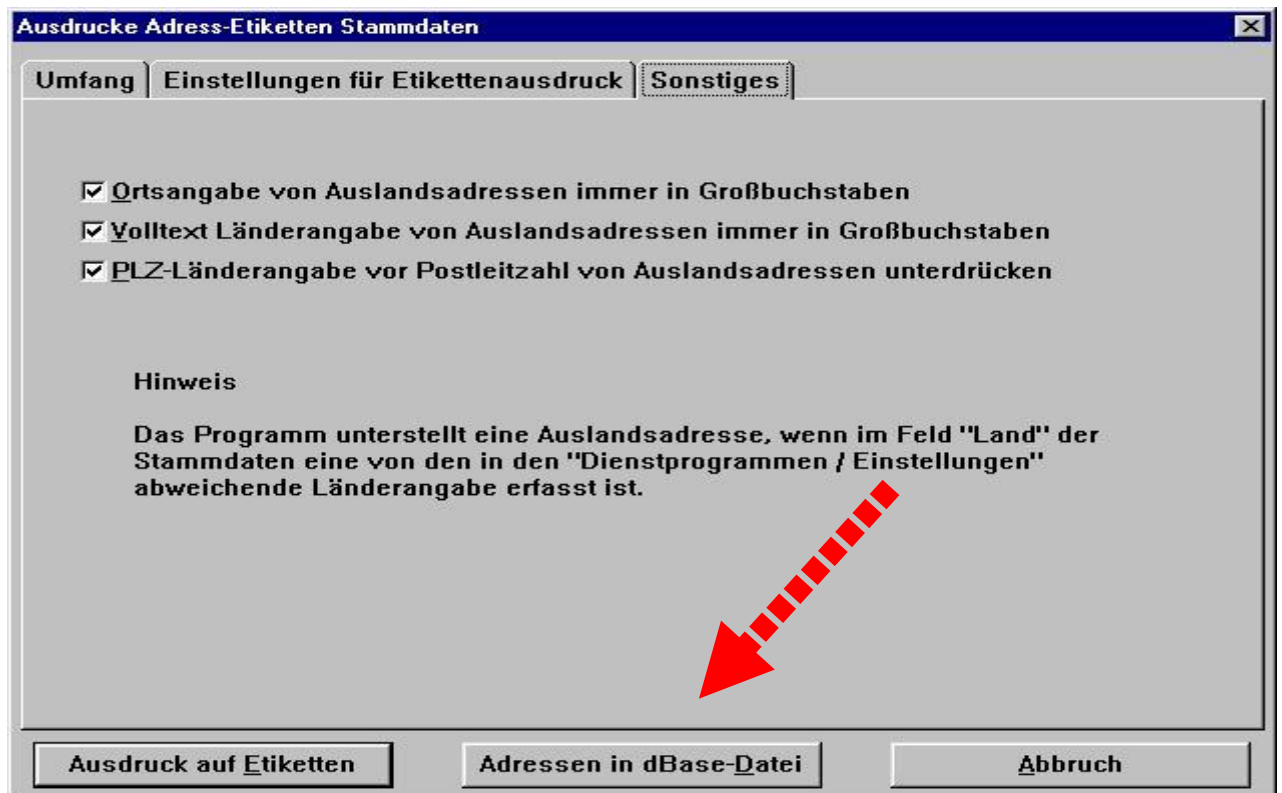 Ausdrucke Adress-Etiketten Stammdaten
Umfang Einstellungen für Etikettenausdruck Sonstiges
Ortsangabe von Auslandsadressen immer in Großbuchstaben
Volltext Länderangabe von Auslandsadressen immer in Großbuchstaben
PLZ-Länderangabe vor Postleitzahl von Auslandsadressen unterdrücken
Hinweis
Das Programm unterstellt eine Auslandsadresse, wenn im Feld "Land" der
Stammdaten eine von den in den "Dienstprogrammen / Einstellungen"
abweichende Länderangabe erfasst ist.
Ausdruck auf Etiketten Adressen in dBase-Datei Abbruch